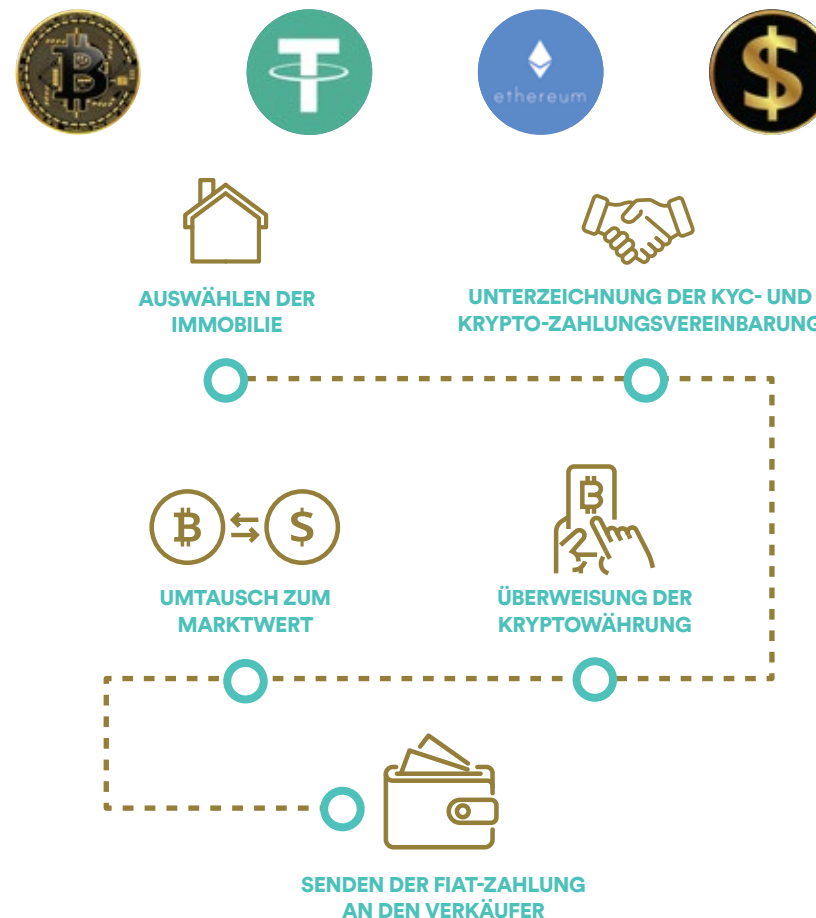 ethereum
AUSWÄHLEN DER
IMMOBILIE
UNTERZEICHNUNG DER KYC- UND
KRYPTO-ZAHLUNGSVEREINBARUNG
UMTAUSCH ZUM
MARKTWERT
ÜBERWEISUNG DER
KRYPTOWÄHRUNG
SENDEN DER FIAT-ZAHLUNG
AN DEN VERKÄUFER